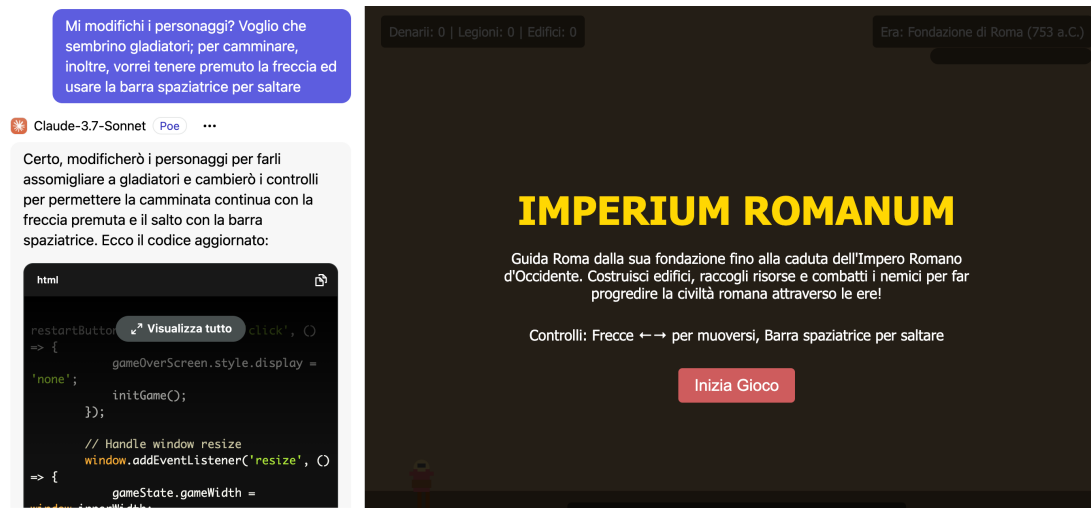 Mi modifichi i personaggi? Voglio che
sembrino gladiatori; per camminare,
inoltre, vorrei tenere premuto la freccia ed
usare la barra spaziatrice per saltare
Claude-3.7-Sonnet Poe
Certo, modificherò i personaggi per farli
assomigliare a gladiatori e cambierò i controlli
per permettere la camminata continua con la
freccia premuta e il salto con la barra
spaziatrice. Ecco il codice aggiornato:
html
Visualizza tutto
click', ()
=> {
gameOverScreen.style.display =
'none';
initGame();
});
// Handle window resize
window.addEventListener('resize', ()
=> {
gameState.gameWidth =
Denarii: 0 | Legioni: 0 | Edifici: 0
Era: Fondazione di Roma (753 a.C.)
IMPERIUM ROMANUM
Guida Roma dalla sua fondazione fino alla caduta dell'Impero Romano
d'Occidente. Costruisci edifici, raccogli risorse e combatti i nemici per far
progredire la civiltà romana attraverso le ere!
Controlli: Frecce ←→ per muoversi, Barra spaziatrice per saltare
Inizia Gioco